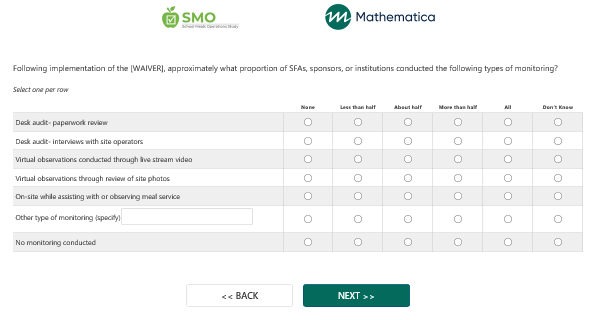 SMO
School Meals Operations Study
Mathematica
Following implementation of the [WAIVER], approximately what proportion of SFAs, sponsors, or institutions conducted the following types of monitoring?
Select one per row
None Less than half About half More than half All Don't Know
Desk audit- paperwork review
Desk audit- interviews with site operators
Virtual observations conducted through live stream video
Virtual observations through review of site photos
On-site while assisting with or observing meal service
Other type of monitoring (specify)
No monitoring conducted
<< BACK
NEXT >>